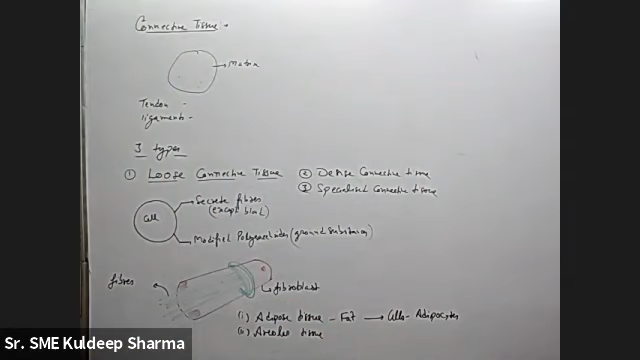 Connective Tissue -
→ Matrix
Tendon -
ligaments -
3 types
① Loose Connective Tissue
② Dense Connective tissue
③ Specialised Connective tissue
Cell
→ Secrete fibres
(except blood)
→ Modified Polysaccharides (ground substances)
fibres
→ fibroblast
(i) Adipose tissue - Fat → Cells - Adipocytes
(ii) Areolar tissue
Sr. SME Kuldeep Sharma